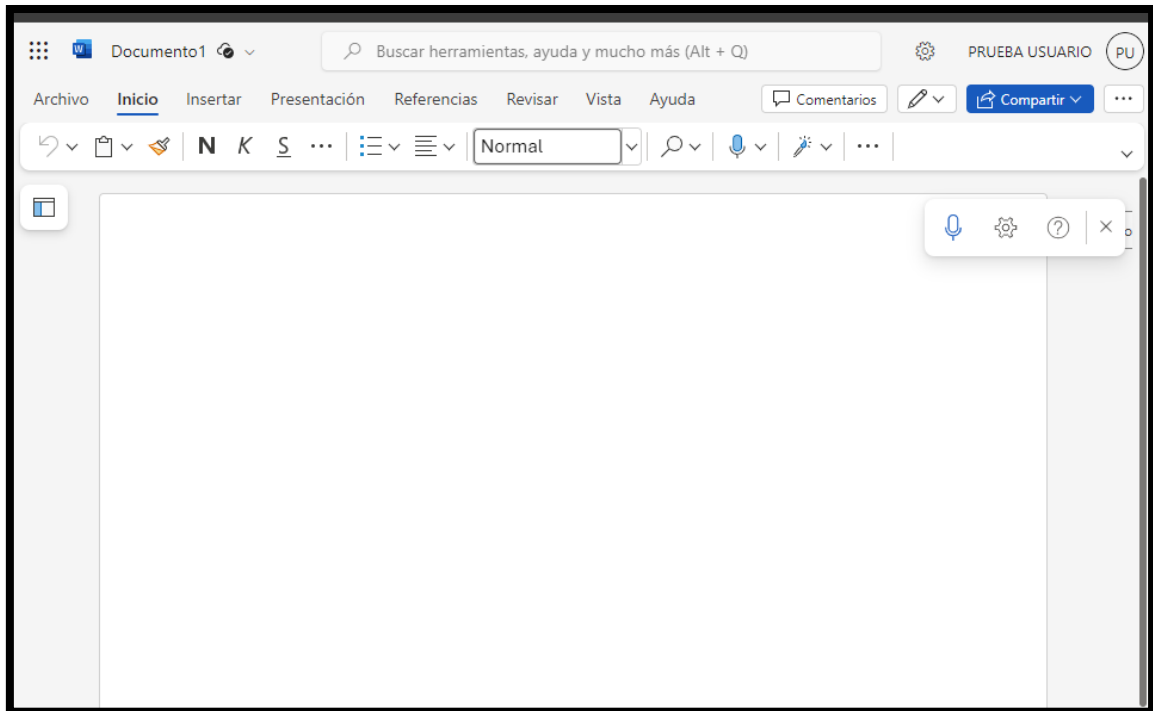 W Documento1 Buscar herramientas, ayuda y mucho más (Alt + Q) PRUEBA USUARIO PU
Archivo Inicio Insertar Presentación Referencias Revisar Vista Ayuda Comentarios Compartir ...
N K S ... Normal ...